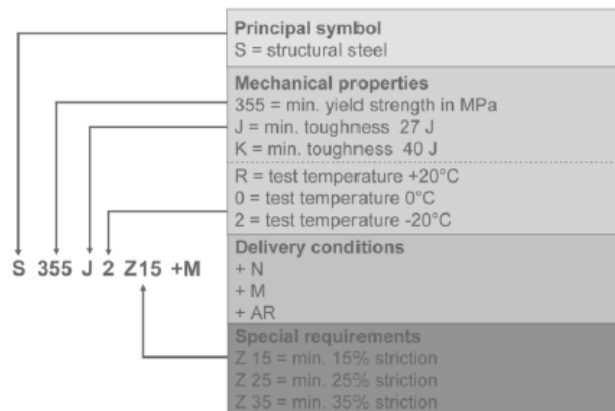 Principal symbol
S = structural steel
Mechanical properties
355 = min. yield strength in MPa
J = min. toughness 27 J
K = min. toughness 40 J
R = test temperature +20°C
0 = test temperature 0°C
2 = test temperature -20°C
Delivery conditions
+ N
+ M
+ AR
Special requirements
Z 15 = min. 15% striction
Z 25 = min. 25% striction
Z 35 = min. 35% striction
S 355 J 2 Z15 +M